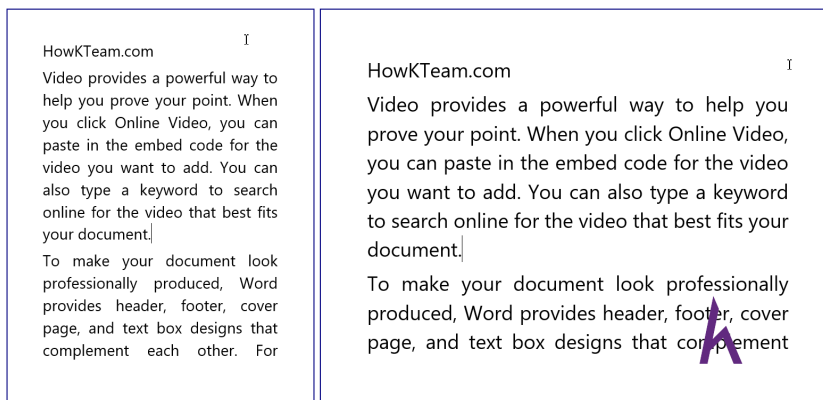 HowKTeam.com
Video provides a powerful way to
help you prove your point. When
you click Online Video, you can
paste in the embed code for the
video you want to add. You can
also type a keyword to search
online for the video that best fits
your document.
To make your document look
professionally produced, Word
provides header, footer, cover
page, and text box designs that
complement each other. For
HowKTeam.com
Video provides a powerful way to help you
prove your point. When you click Online Video,
you can paste in the embed code for the video
you want to add. You can also type a keyword
to search online for the video that best fits your
document.
To make your document look professionally
produced, Word provides header, footer, cover
page, and text box designs that complement